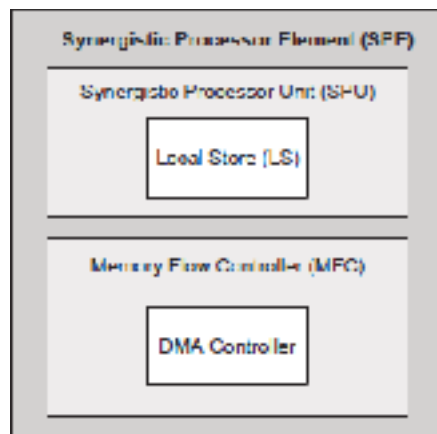 Synergistic Processor Element (SPE)
Synergistic Processor Unit (SPU)
Local Store (LS)
Memory Flow Controller (MFC)
DMA Controller